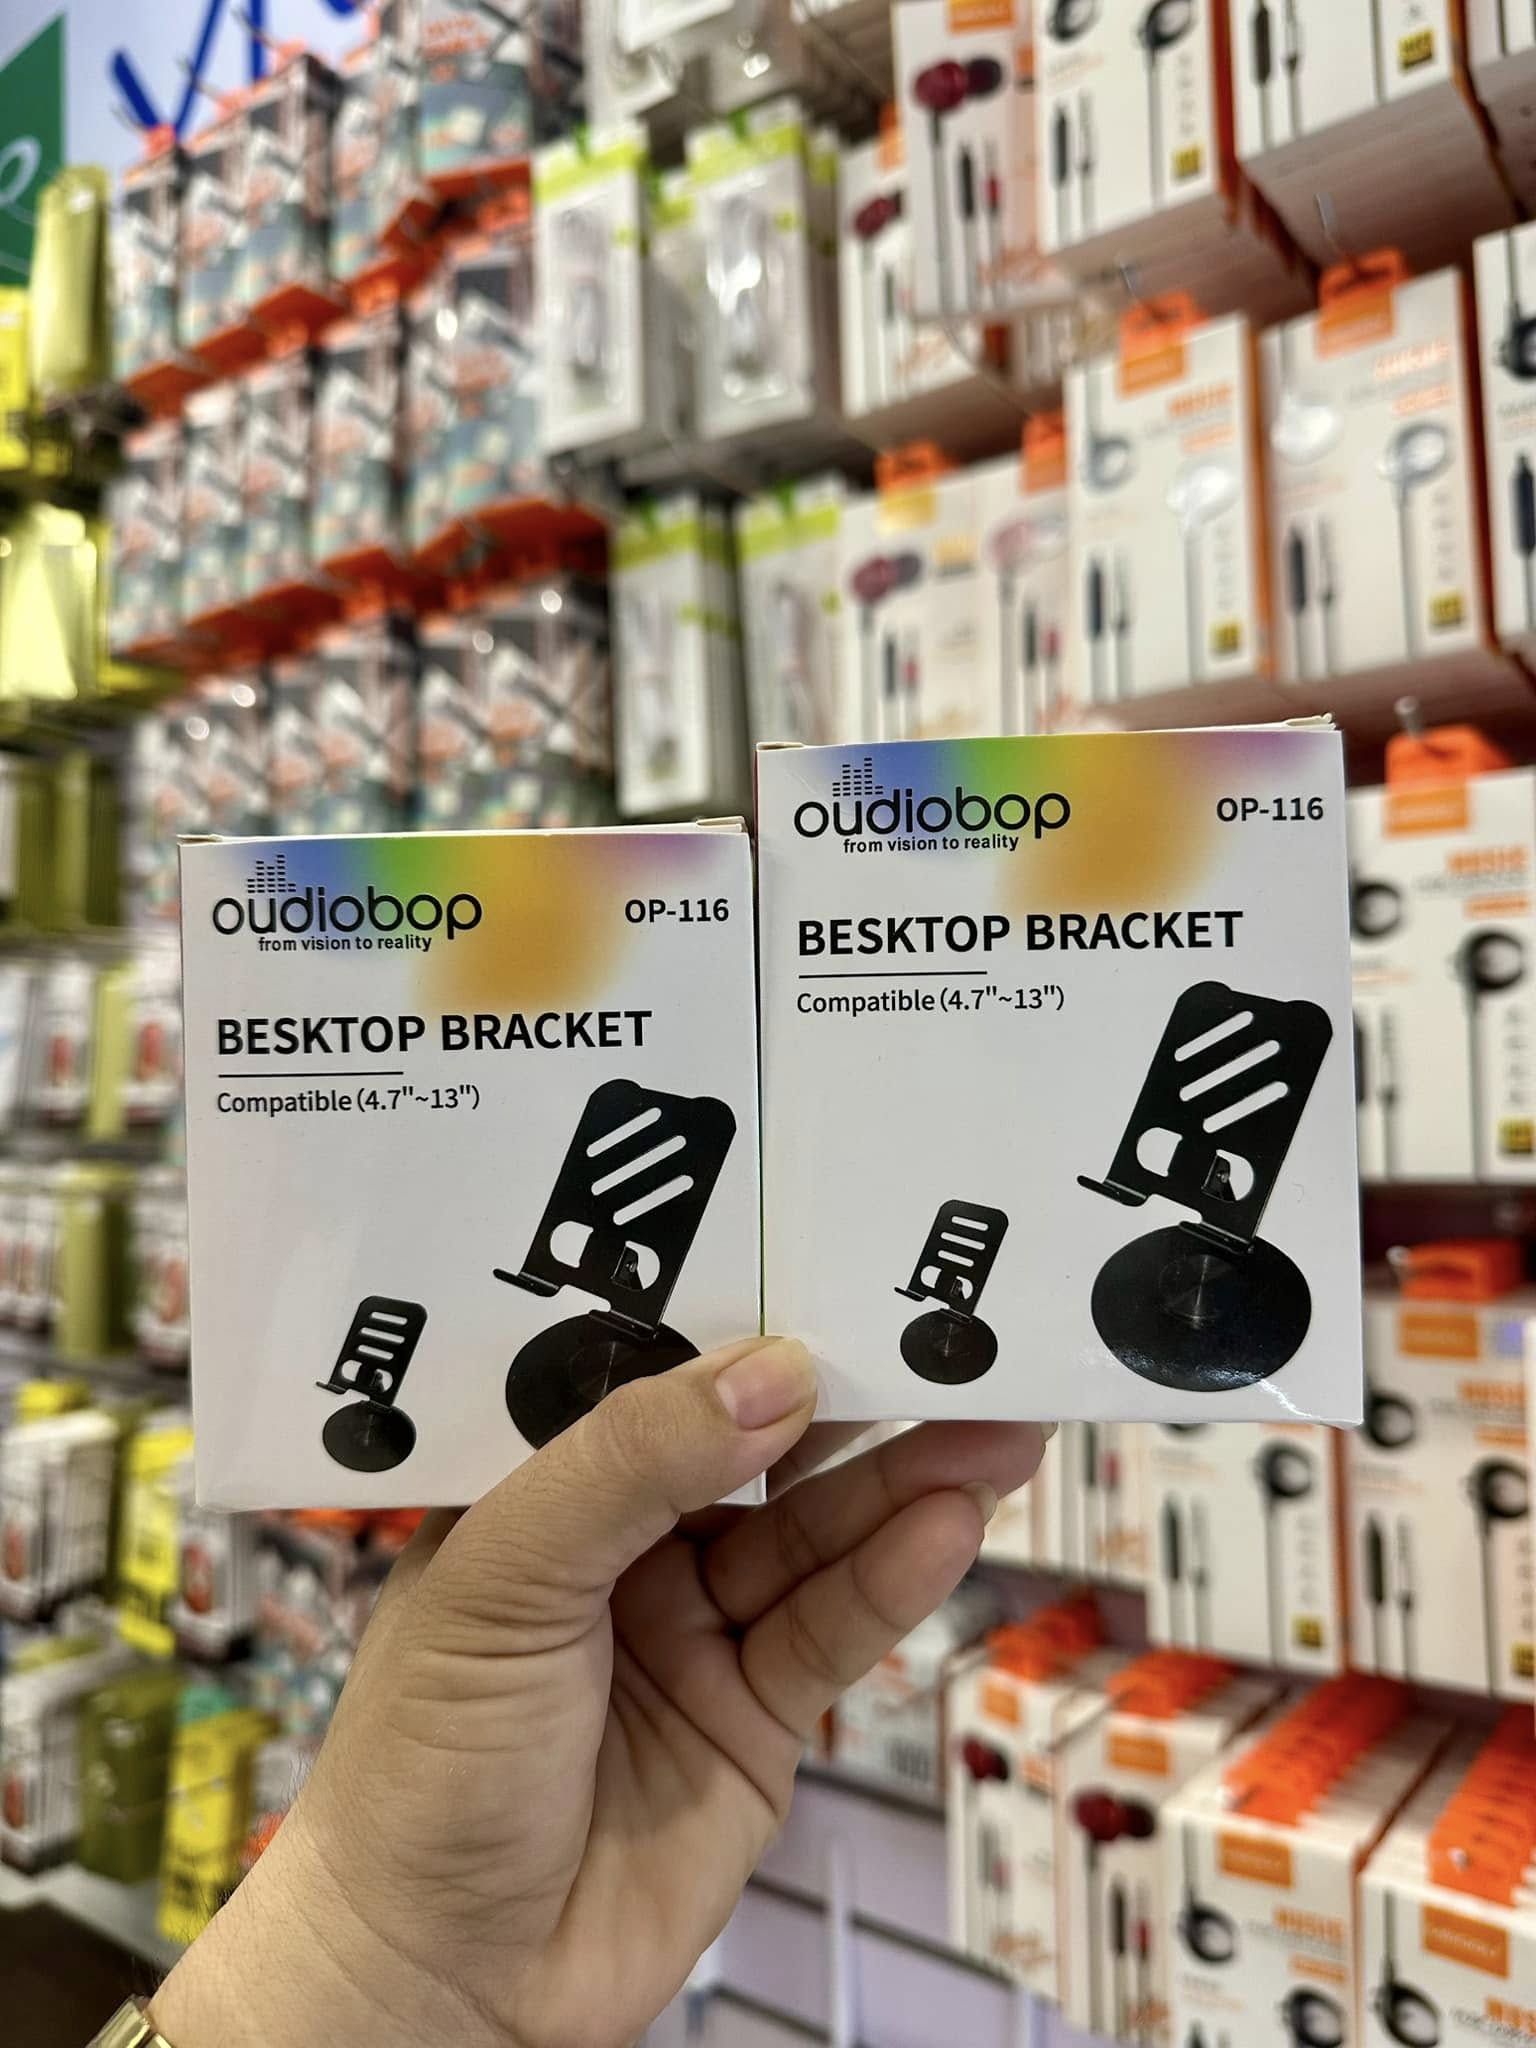 oudiobop
from vision to reality
OP-116
BESKTOP BRACKET
Compatible (4.7"~13")
oudiobop
from vision to reality
OP-116
BESKTOP BRACKET
Compatible (4.7"~13")